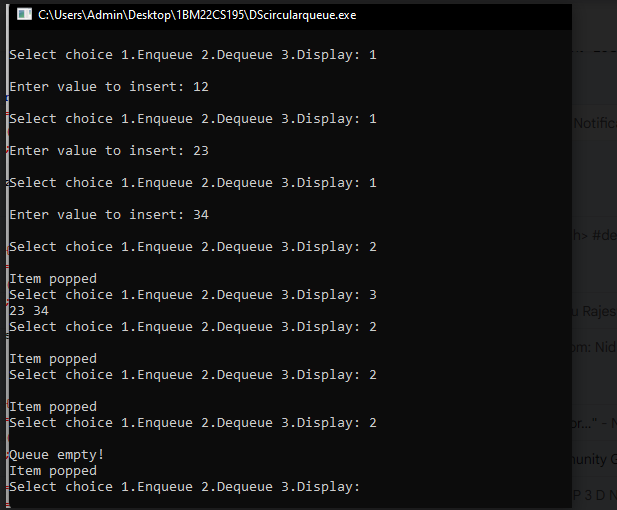 C:\Users\Admin\Desktop\1BM22CS195\DScircularqueue.exe
Select choice 1.Enqueue 2.Dequeue 3.Display: 1
Enter value to insert: 12
Select choice 1.Enqueue 2.Dequeue 3.Display: 1
Enter value to insert: 23
Select choice 1.Enqueue 2.Dequeue 3.Display: 1
Enter value to insert: 34
Select choice 1.Enqueue 2.Dequeue 3.Display: 2
Item popped
Select choice 1.Enqueue 2.Dequeue 3.Display: 3
23 34
Select choice 1.Enqueue 2.Dequeue 3.Display: 2
Item popped
Select choice 1.Enqueue 2.Dequeue 3.Display: 2
Item popped
Select choice 1.Enqueue 2.Dequeue 3.Display: 2
Queue empty!
Item popped
Select choice 1.Enqueue 2.Dequeue 3.Display:
Notific
#de
u Rajes
om: Nid
or..." - N
unity G
P 3 D N